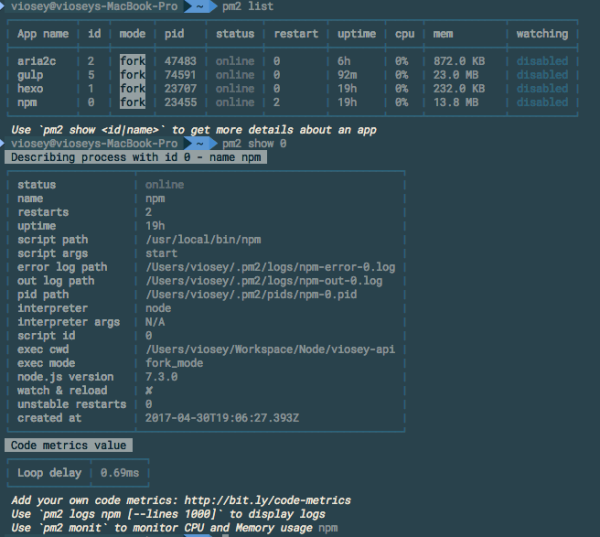 viosey@vioseys-MacBook-Pro ~ pm2 list
App name id mode pid status restart uptime cpu mem watching
aria2c 2 fork 47483 online 0 6h 0% 872.0 KB disabled
gulp 5 fork 74591 online 0 92m 0% 23.0 MB disabled
hexo 1 fork 23707 online 0 19h 0% 232.0 KB disabled
npm 0 fork 23455 online 2 19h 0% 13.8 MB disabled
Use `pm2 show <id|name>` to get more details about an app
viosey@vioseys-MacBook-Pro ~ pm2 show 0
Describing process with id 0 - name npm
status online
name npm
restarts 2
uptime 19h
script path /usr/local/bin/npm
script args start
error log path /Users/viosey/.pm2/logs/npm-error-0.log
out log path /Users/viosey/.pm2/logs/npm-out-0.log
pid path /Users/viosey/.pm2/pids/npm-0.pid
interpreter node
interpreter args N/A
script id 0
exec cwd /Users/viosey/Workspace/Node/viosey-api
exec mode fork_mode
node.js version 7.3.0
watch & reload ✘
unstable restarts 0
created at 2017-04-30T19:06:27.393Z
Code metrics value
Loop delay 0.69ms
Add your own code metrics: http://bit.ly/code-metrics
Use `pm2 logs npm [--lines 1000]` to display logs
Use `pm2 monit` to monitor CPU and Memory usage npm